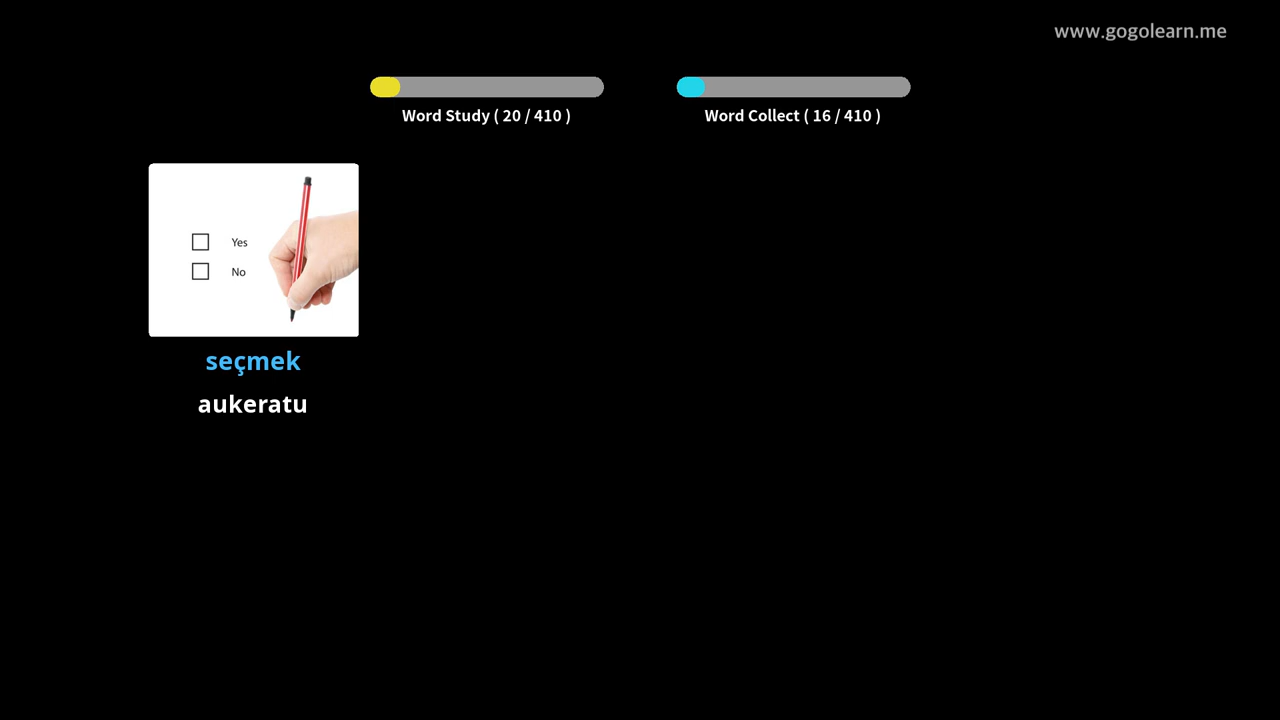 www.gogolearn.me
Word Study ( 20 / 410 )
Word Collect ( 16 / 410 )
Yes
No
seçmek
aukeratu